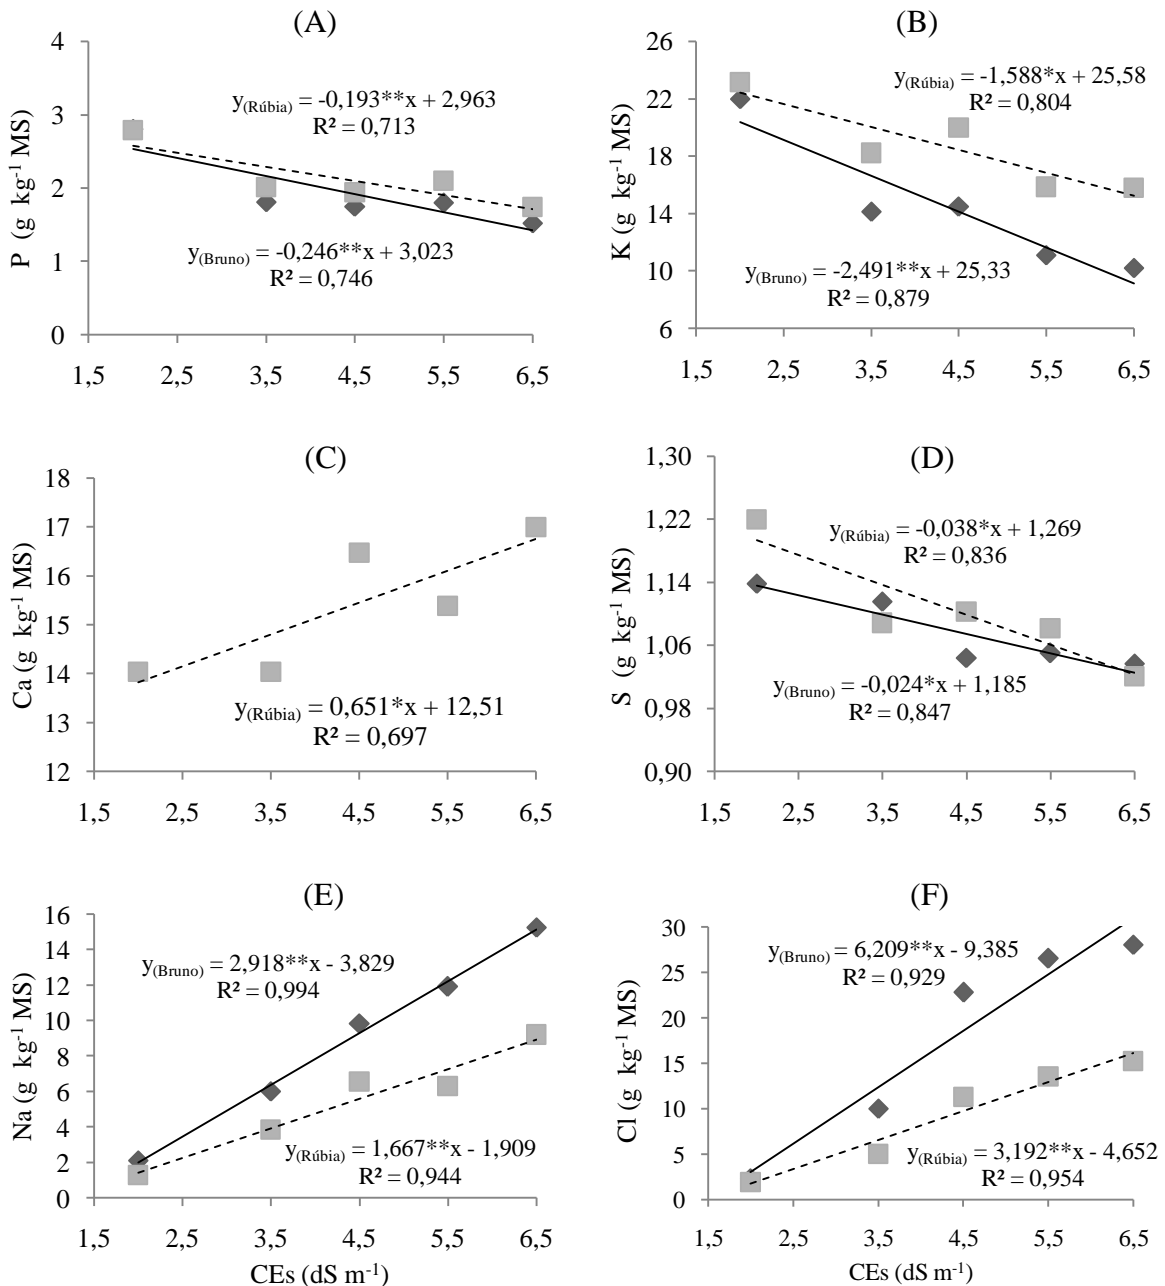 (A)
4
3
2
1
0
P (g kg⁻¹ MS)
y(Rúbia) = -0,193**x + 2,963
R² = 0,713
y(Bruno) = -0,246**x + 3,023
R² = 0,746
1,5 2,5 3,5 4,5 5,5 6,5
(B)
26
22
18
14
10
6
K (g kg⁻¹ MS)
y(Rúbia) = -1,588*x + 25,58
R² = 0,804
y(Bruno) = -2,491**x + 25,33
R² = 0,879
1,5 2,5 3,5 4,5 5,5 6,5
(C)
18
17
16
15
14
13
12
Ca (g kg⁻¹ MS)
y(Rúbia) = 0,651*x + 12,51
R² = 0,697
1,5 2,5 3,5 4,5 5,5 6,5
(D)
1,30
1,22
1,14
1,06
0,98
0,90
S (g kg⁻¹ MS)
y(Rúbia) = -0,038*x + 1,269
R² = 0,836
y(Bruno) = -0,024*x + 1,185
R² = 0,847
1,5 2,5 3,5 4,5 5,5 6,5
(E)
16
14
12
10
8
6
4
2
0
Na (g kg⁻¹ MS)
y(Bruno) = 2,918**x - 3,829
R² = 0,994
y(Rúbia) = 1,667**x - 1,909
R² = 0,944
1,5 2,5 3,5 4,5 5,5 6,5
CEs (dS m⁻¹)
(F)
30
25
20
15
10
5
0
Cl (g kg⁻¹ MS)
y(Bruno) = 6,209**x - 9,385
R² = 0,929
y(Rúbia) = 3,192**x - 4,652
R² = 0,954
1,5 2,5 3,5 4,5 5,5 6,5
CEs (dS m⁻¹)